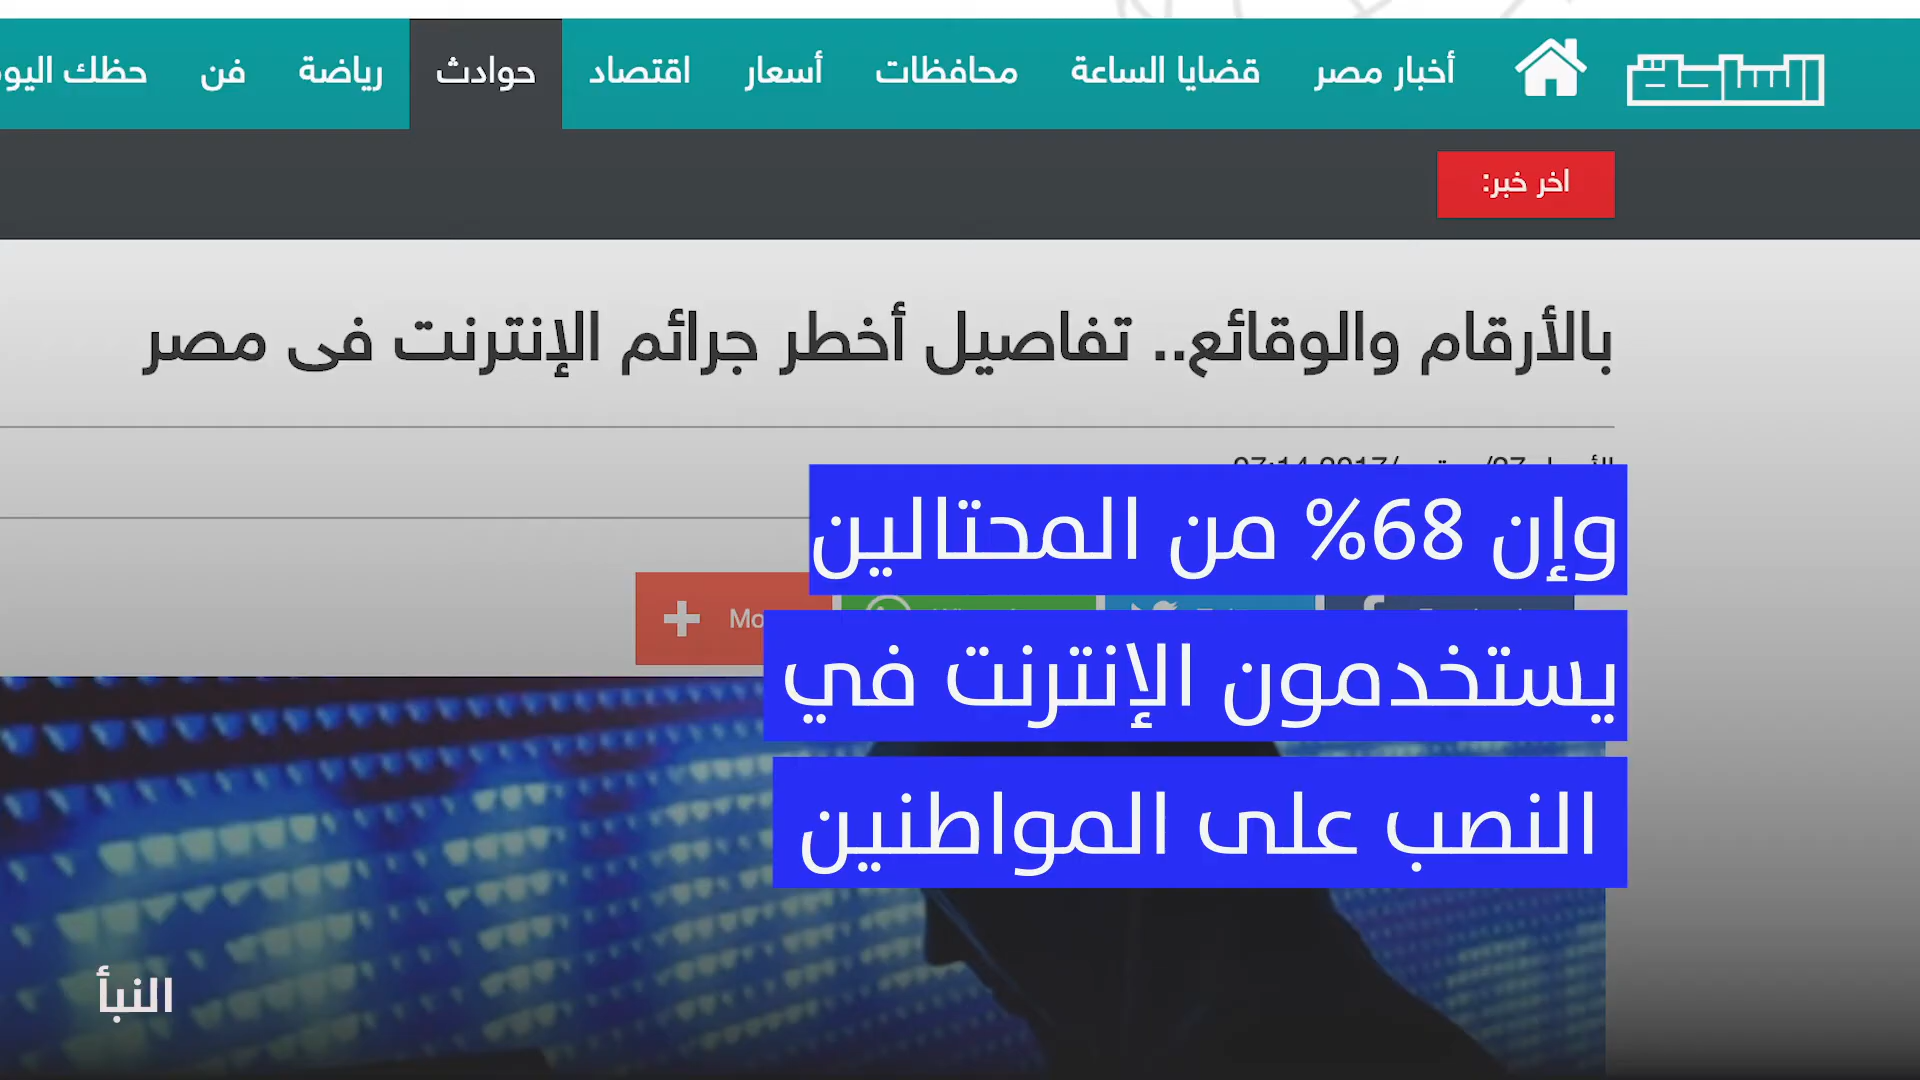 أخبار مصر قضايا الساعة محافظات أسعار اقتصاد حوادث رياضة فن حظك
اخر خبر:
بالأرقام والوقائع.. تفاصيل أخطر جرائم الإنترنت فى مصر
وإن 68% من المحتالين
يستخدمون الإنترنت في
النصب على المواطنين
النبأ